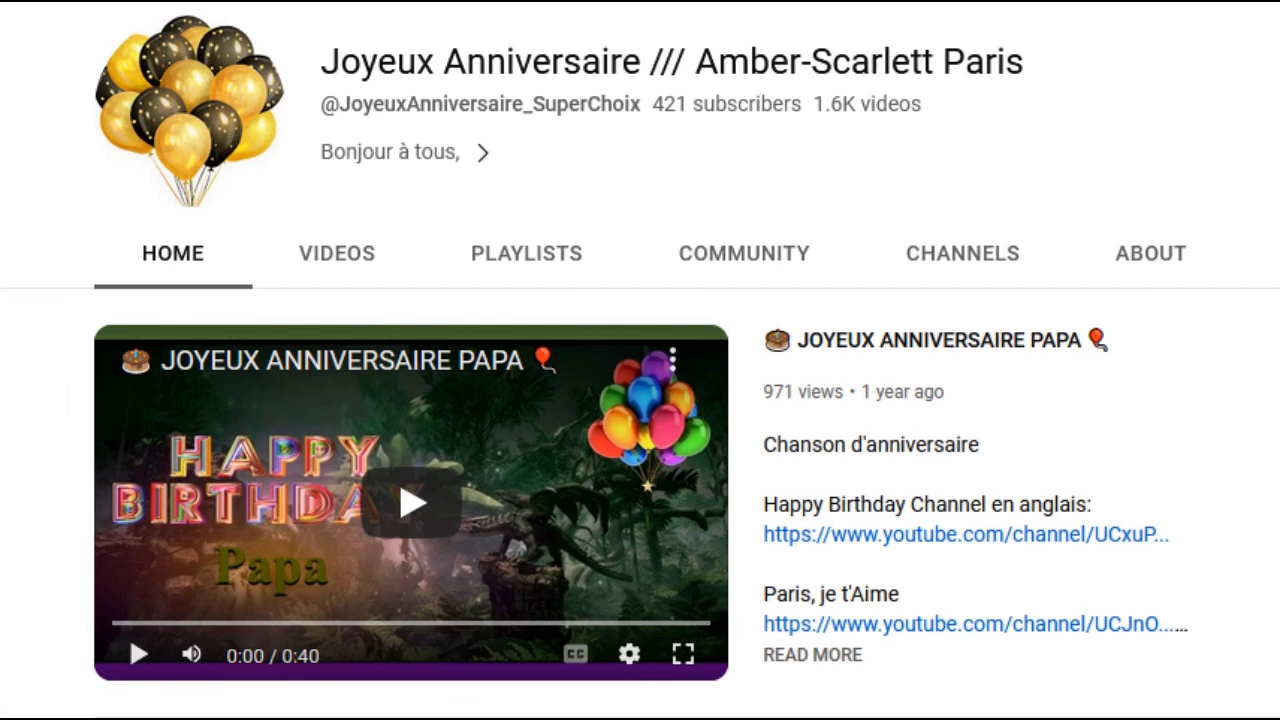 Joyeux Anniversaire /// Amber-Scarlett Paris
@JoyeuxAnniversaire_SuperChoix 421 subscribers 1.6K videos
Bonjour à tous,
HOME VIDEOS PLAYLISTS COMMUNITY CHANNELS ABOUT
🎂 JOYEUX ANNIVERSAIRE PAPA 🎈
HAPPY
BIRTHDAY
Papa
0:00 / 0:40
CC
🎂 JOYEUX ANNIVERSAIRE PAPA 🎈
971 views • 1 year ago
Chanson d'anniversaire
Happy Birthday Channel en anglais:
https://www.youtube.com/channel/UCxuP...
Paris, je t'Aime
https://www.youtube.com/channel/UCJnO......
READ MORE